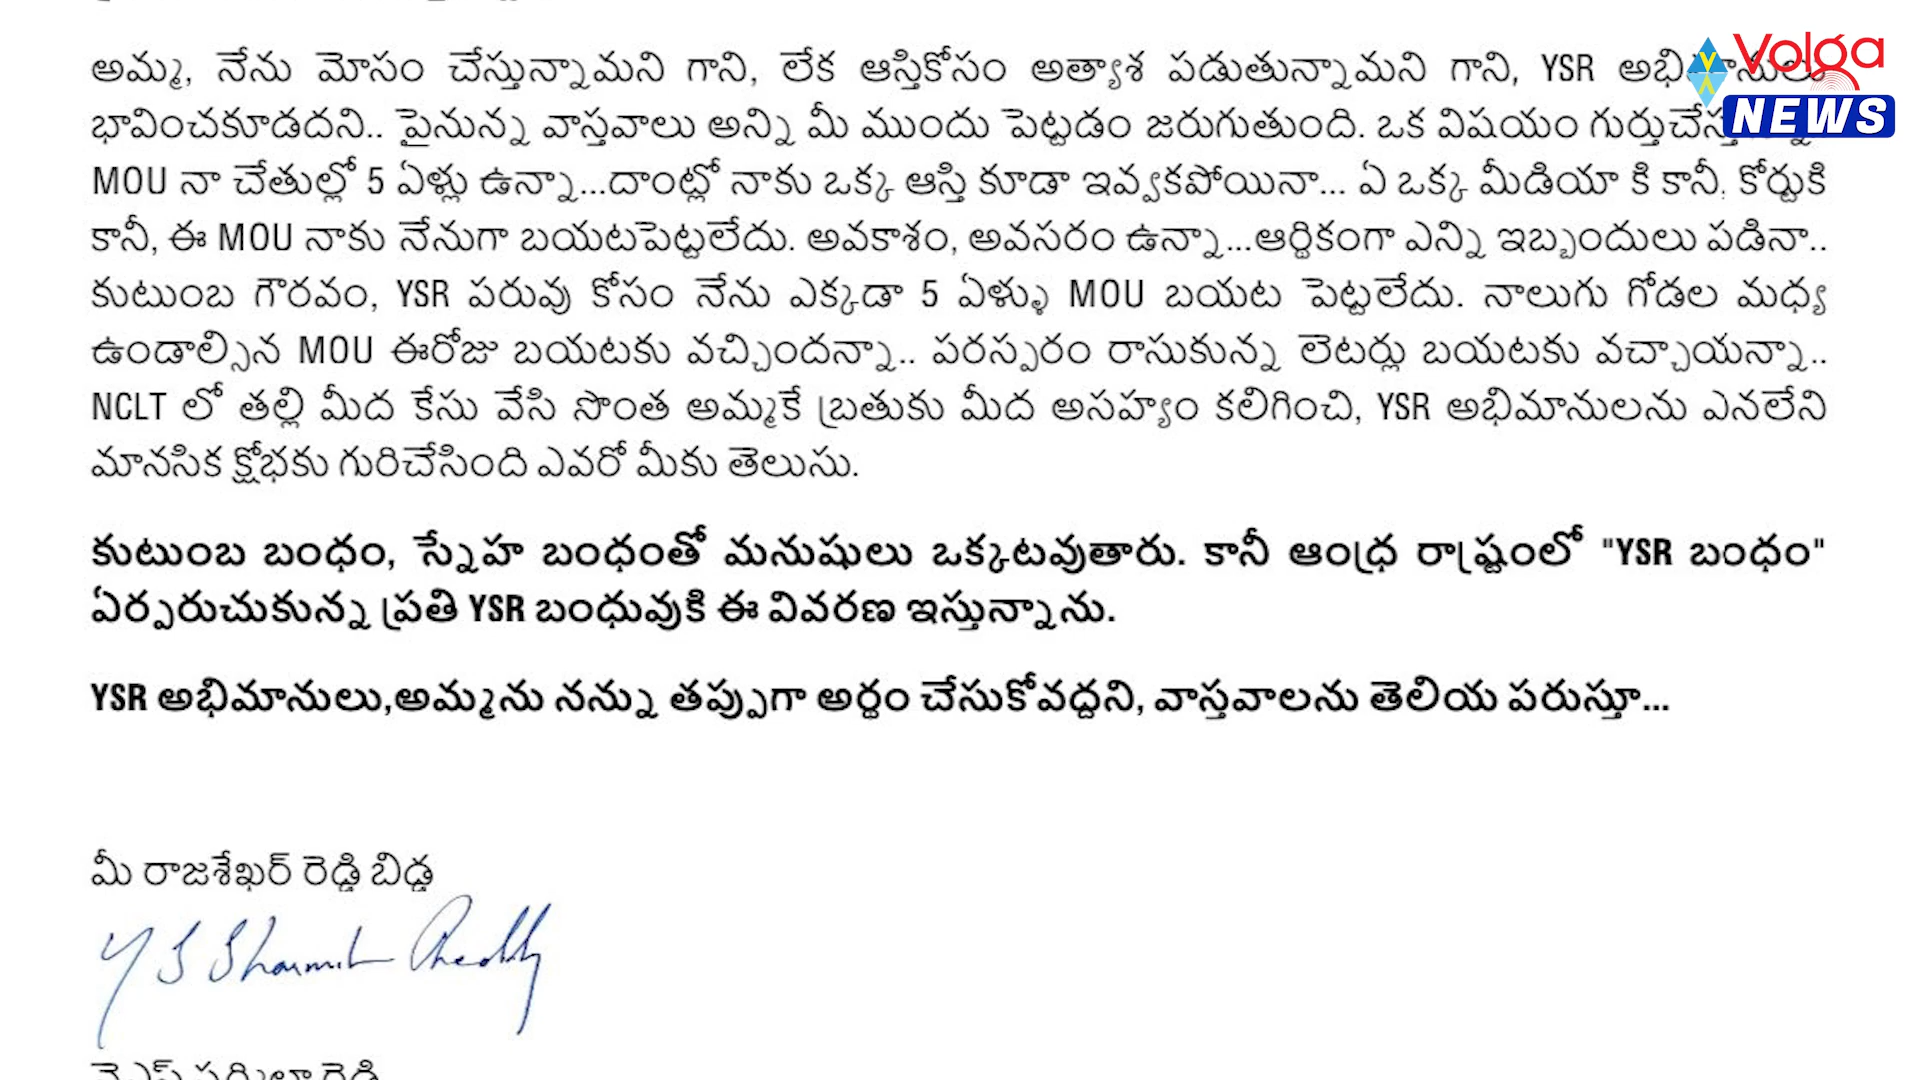 అమ్మ, నేను మోసం చేస్తున్నామని గాని, లేక ఆస్తికోసం అత్యాశ పడుతున్నామని గాని, YSR అభిమానులు
Volga
NEWS
భావించకూడదని.. పైనున్న వాస్తవాలు అన్ని మీ ముందు పెట్టడం జరుగుతుంది. ఒక విషయం
MOU నా చేతుల్లో 5 ఏళ్లు ఉన్నా...దాంట్లో నాకు ఒక్క ఆస్తి కూడా ఇవ్వకపోయినా... ఏ ఒక్క మీడియా కి కానీ, కోర్టుకి
కానీ, ఈ MOU నాకు నేనుగా బయటపెట్టలేదు. అవకాశం, అవసరం ఉన్నా...ఆర్థికంగా ఎన్ని ఇబ్బందులు పడినా..
కుటుంబ గౌరవం, YSR పరువు కోసం నేను ఎక్కడా 5 ఏళ్ళు MOU బయట పెట్టలేదు. నాలుగు గోడల మధ్య
ఉండాల్సిన MOU ఈరోజు బయటకు వచ్చిందన్నా.. పరస్పరం రాసుకున్న లెటర్లు బయటకు వచ్చాయన్నా..
NCLT లో తల్లి మీద కేసు వేసి సొంత అమ్మకే బ్రతుకు మీద అసహ్యం కలిగించి, YSR అభిమానులను ఎనలేని
మానసిక క్షోభకు గురిచేసింది ఎవరో మీకు తెలుసు.
కుటుంబ బంధం, స్నేహ బంధంతో మనుషులు ఒక్కటవుతారు. కానీ ఆంధ్ర రాష్ట్రంలో "YSR బంధం"
ఏర్పరుచుకున్న ప్రతి YSR బంధువుకి ఈ వివరణ ఇస్తున్నాను.
YSR అభిమానులు,అమ్మను నన్ను తప్పుగా అర్థం చేసుకోవద్దని, వాస్తవాలను తెలియ పరుస్తూ...
మీ రాజశేఖర్ రెడ్డి బిడ్డ
Y S Sharmila Reddy